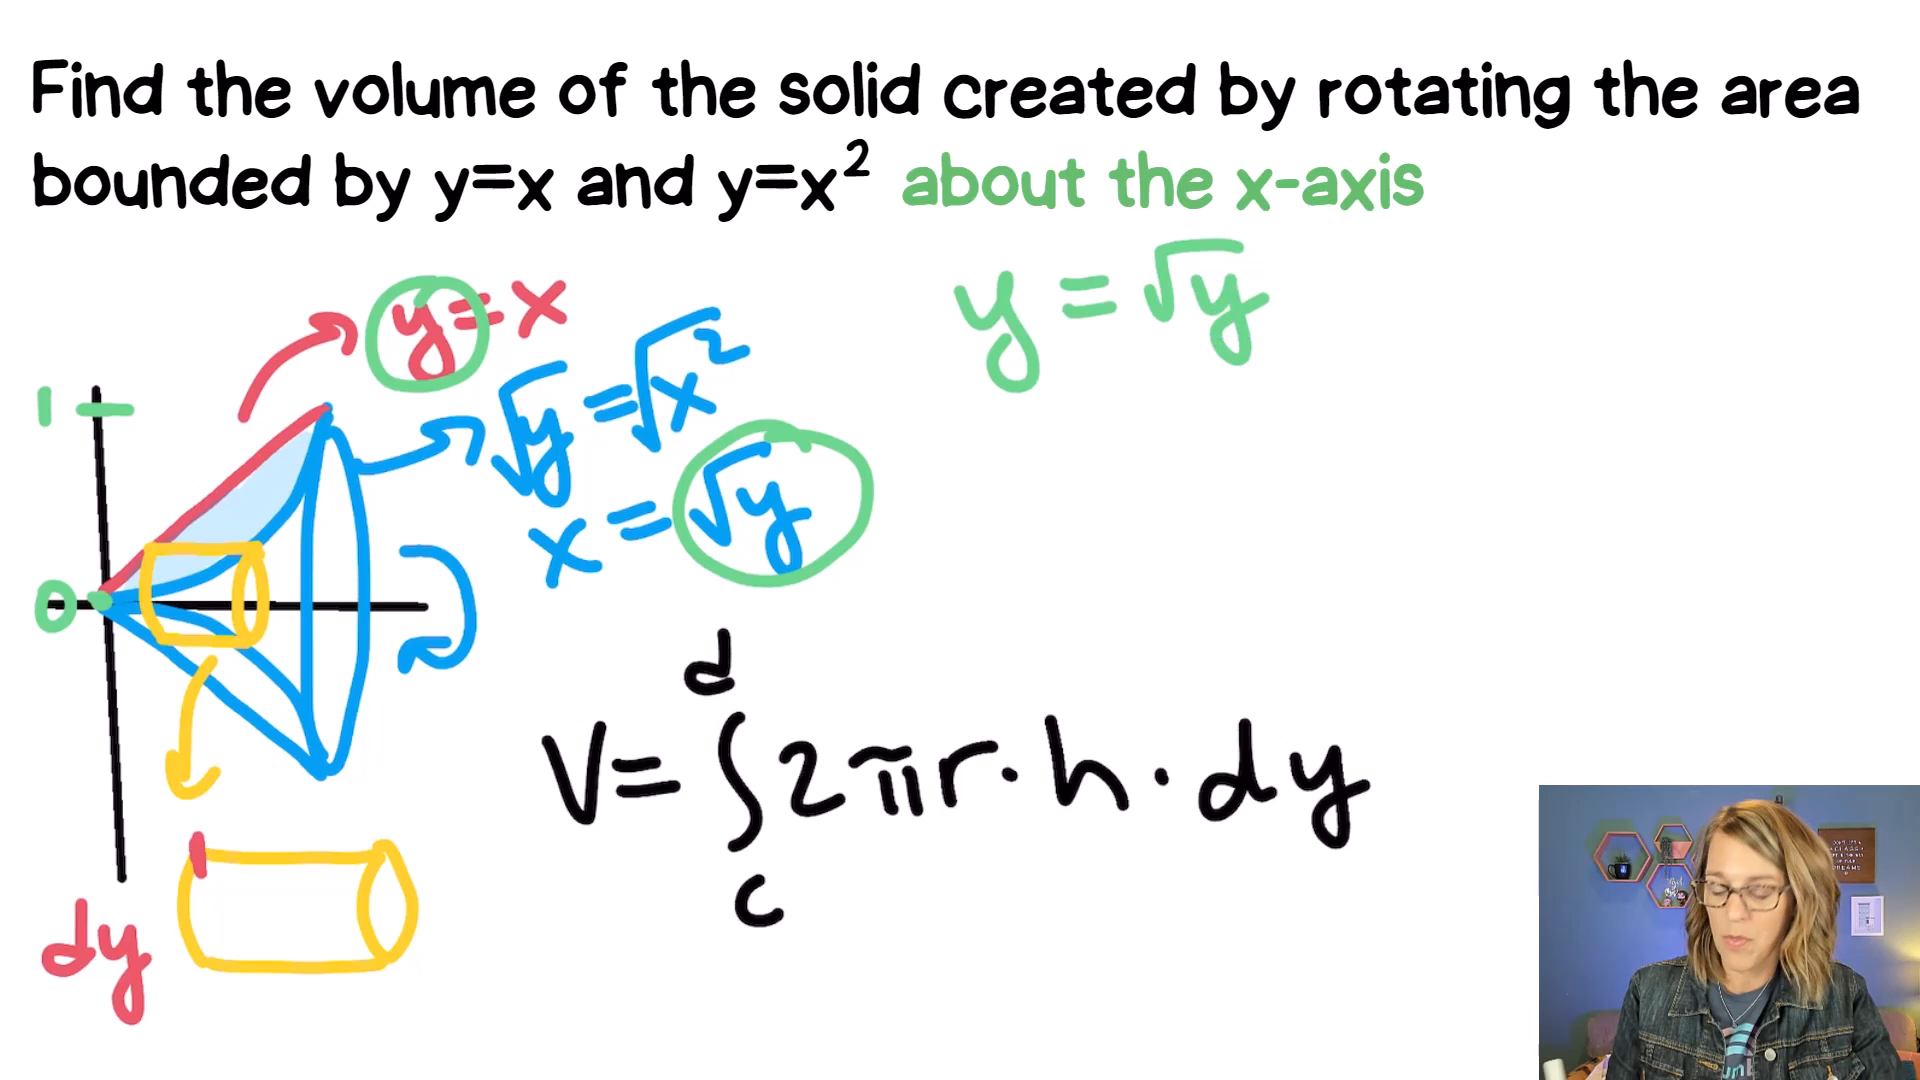 Find the volume of the solid created by rotating the area
bounded by y=x and y=x² about the x-axis
y = √y
y = x
√y = √x²
x = √y
1
0
d
V = ∫ 2πr · h · dy
c
dy